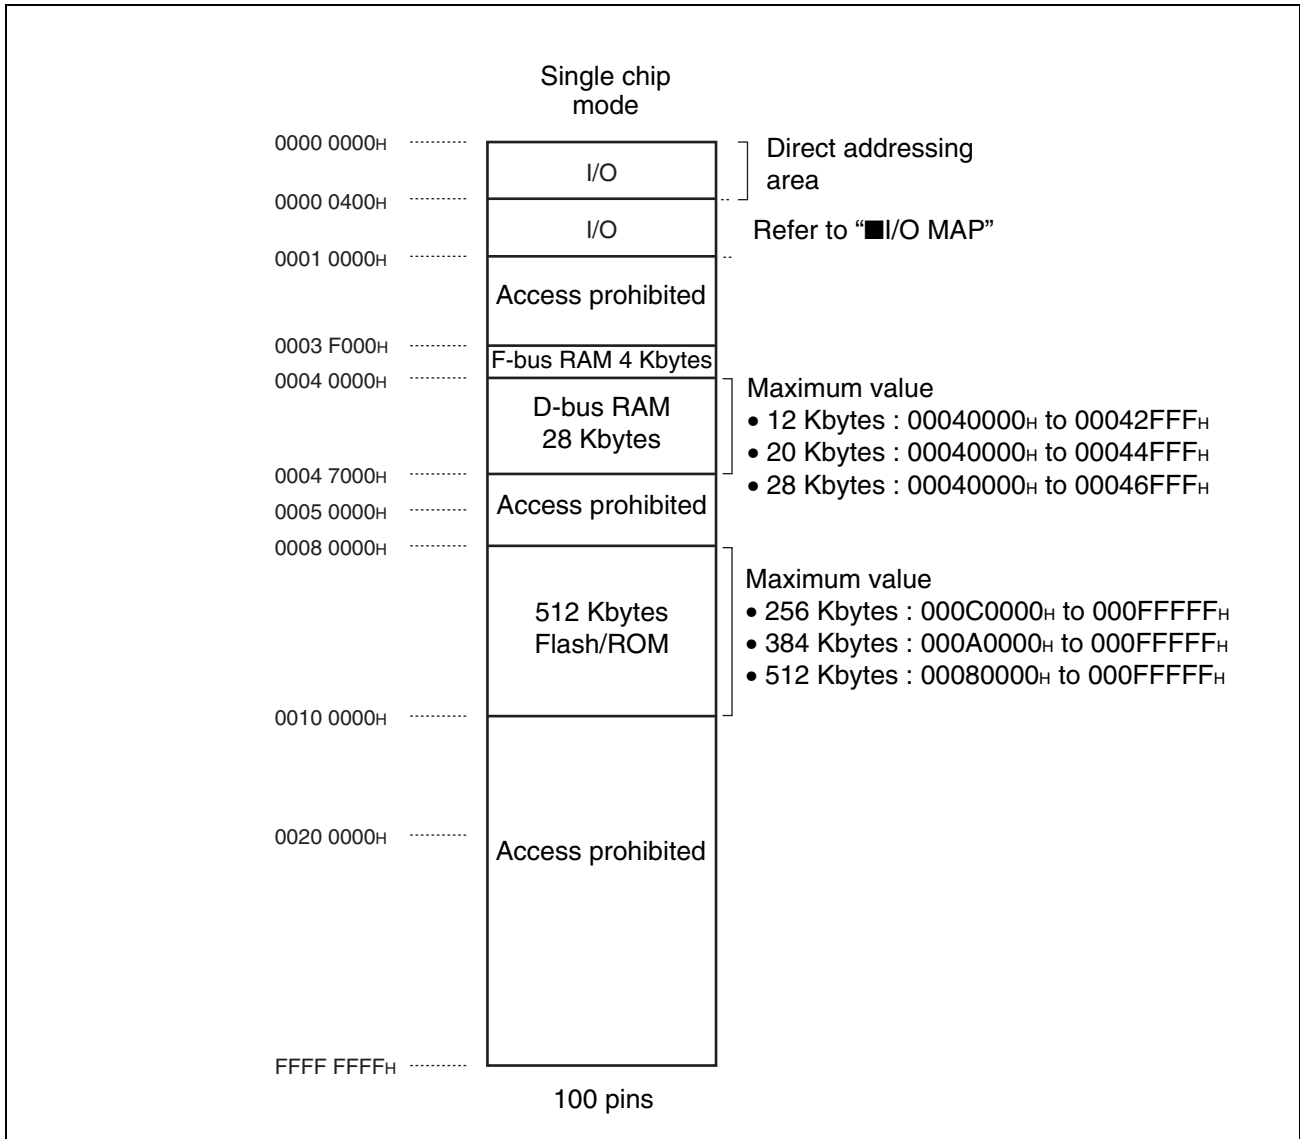 Single chip
mode
0000 0000H
I/O
Direct addressing
area
0000 0400H
I/O
Refer to “■I/O MAP”
0001 0000H
Access prohibited
0003 F000H
F-bus RAM 4 Kbytes
0004 0000H
D-bus RAM
28 Kbytes
Maximum value
• 12 Kbytes : 00040000H to 00042FFFH
• 20 Kbytes : 00040000H to 00044FFFH
• 28 Kbytes : 00040000H to 00046FFFH
0004 7000H
Access prohibited
0005 0000H
0008 0000H
512 Kbytes
Flash/ROM
Maximum value
• 256 Kbytes : 000C0000H to 000FFFFFH
• 384 Kbytes : 000A0000H to 000FFFFFH
• 512 Kbytes : 00080000H to 000FFFFFH
0010 0000H
0020 0000H
Access prohibited
FFFF FFFFH
100 pins